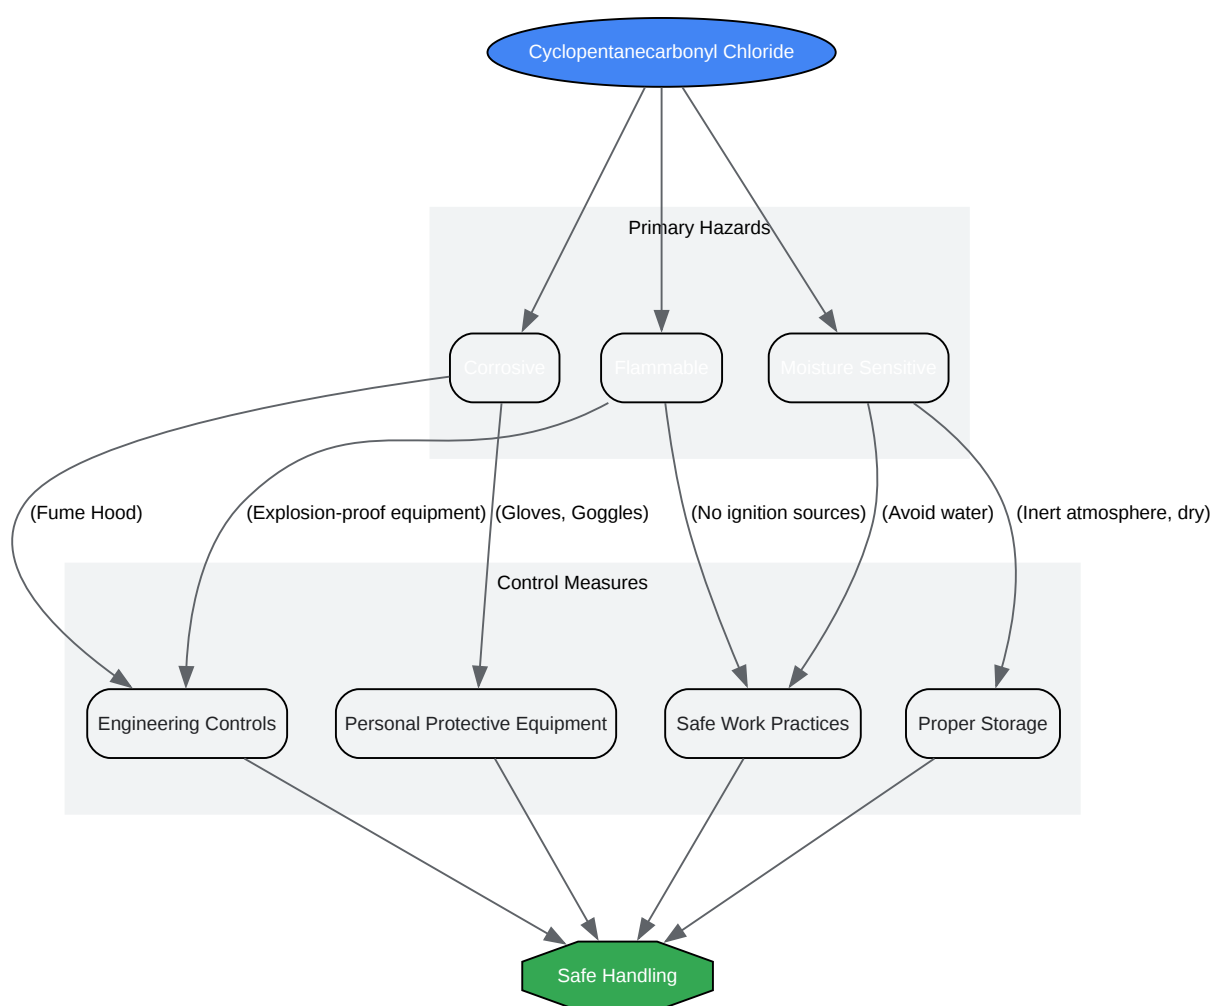 Cyclopentanecarbonyl Chloride
Primary Hazards
Corrosive
Flammable
Moisture Sensitive
(Fume Hood)
(Explosion-proof equipment)
(Gloves, Goggles)
(No ignition sources)
(Avoid water)
(Inert atmosphere, dry)
Control Measures
Engineering Controls
Personal Protective Equipment
Safe Work Practices
Proper Storage
Safe Handling